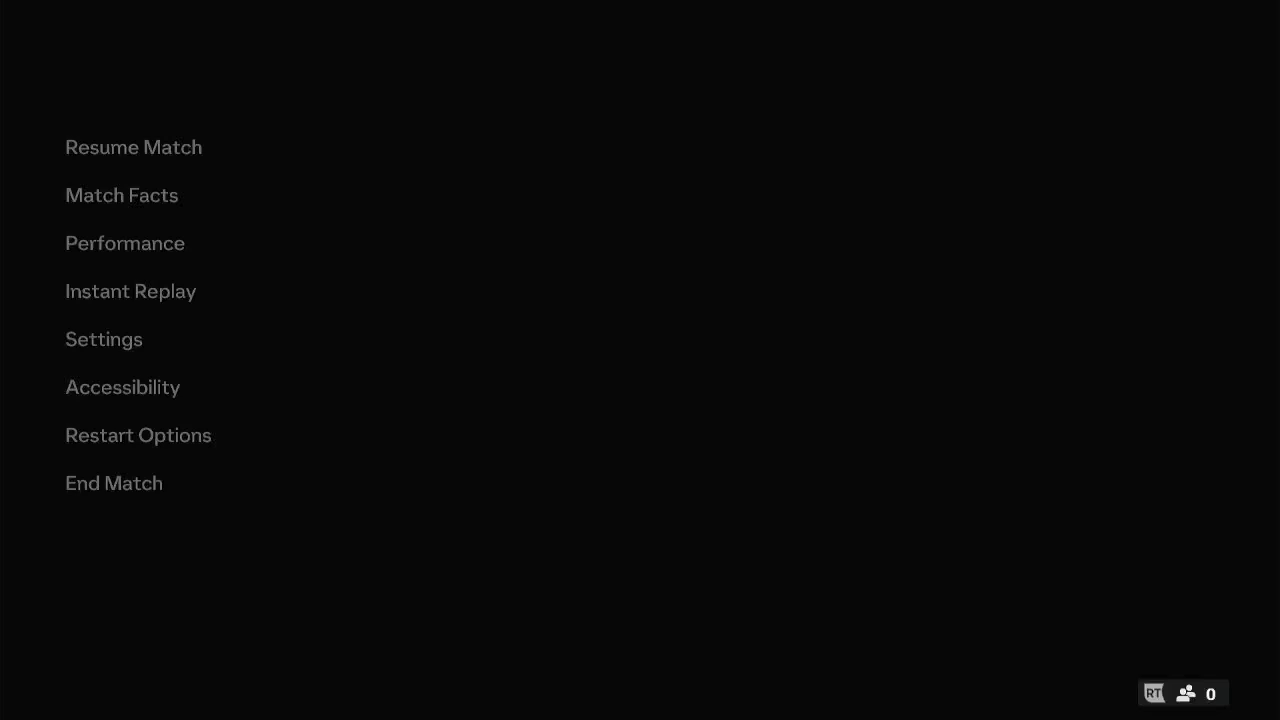 Resume Match
Match Facts
Performance
Instant Replay
Settings
Accessibility
Restart Options
End Match
RT 0